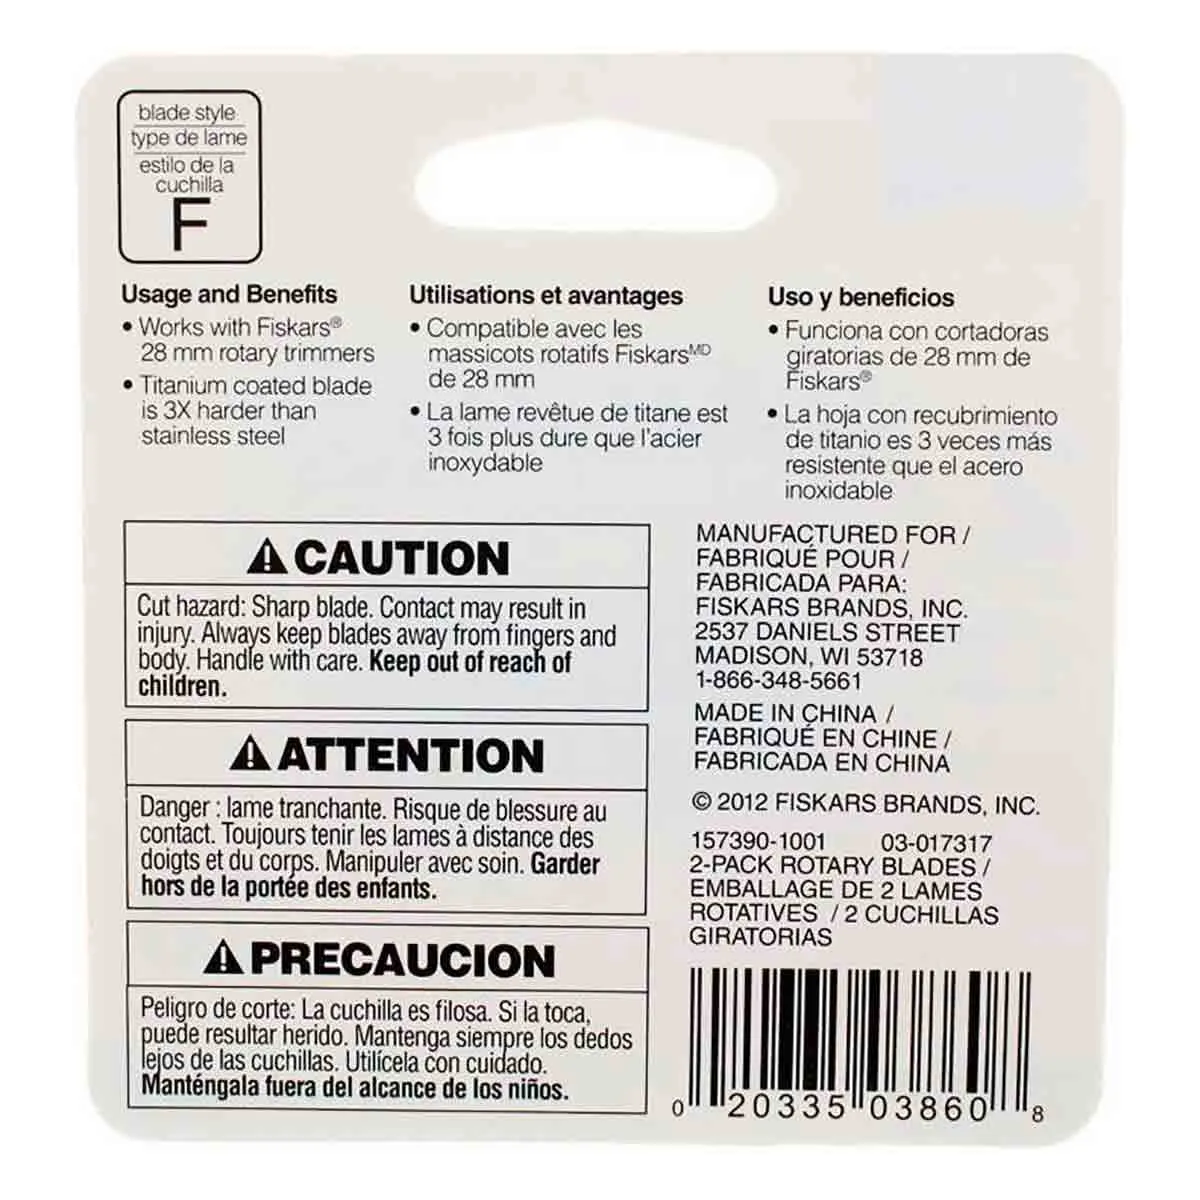 blade style
type de lame
estilo de la
cuchilla
F
Usage and Benefits
• Works with Fiskars®
28 mm rotary trimmers
• Titanium coated blade
is 3X harder than
stainless steel
Utilisations et avantages
• Compatible avec les
massicots rotatifs FiskarsMD
de 28 mm
• La lame revêtue de titane est
3 fois plus dure que l'acier
inoxydable
Uso y beneficios
• Funciona con cortadoras
giratorias de 28 mm de
Fiskars®
• La hoja con recubrimiento
de titanio es 3 veces más
resistente que el acero
inoxidable
⚠ CAUTION
Cut hazard: Sharp blade. Contact may result in
injury. Always keep blades away from fingers and
body. Handle with care. Keep out of reach of
children.
⚠ ATTENTION
Danger : lame tranchante. Risque de blessure au
contact. Toujours tenir les lames à distance des
doigts et du corps. Manipuler avec soin. Garder
hors de la portée des enfants.
⚠ PRECAUCION
Peligro de corte: La cuchilla es filosa. Si la toca,
puede resultar herido. Mantenga siempre los dedos
lejos de las cuchillas. Utilícela con cuidado.
Manténgala fuera del alcance de los niños.
MANUFACTURED FOR /
FABRIQUÉ POUR /
FABRICADA PARA:
FISKARS BRANDS, INC.
2537 DANIELS STREET
MADISON, WI 53718
1-866-348-5661
MADE IN CHINA /
FABRIQUÉ EN CHINE /
FABRICADA EN CHINA
© 2012 FISKARS BRANDS, INC.
157390-1001 03-017317
2-PACK ROTARY BLADES /
EMBALLAGE DE 2 LAMES
ROTATIVES / 2 CUCHILLAS
GIRATORIAS
0 20335 03860 8